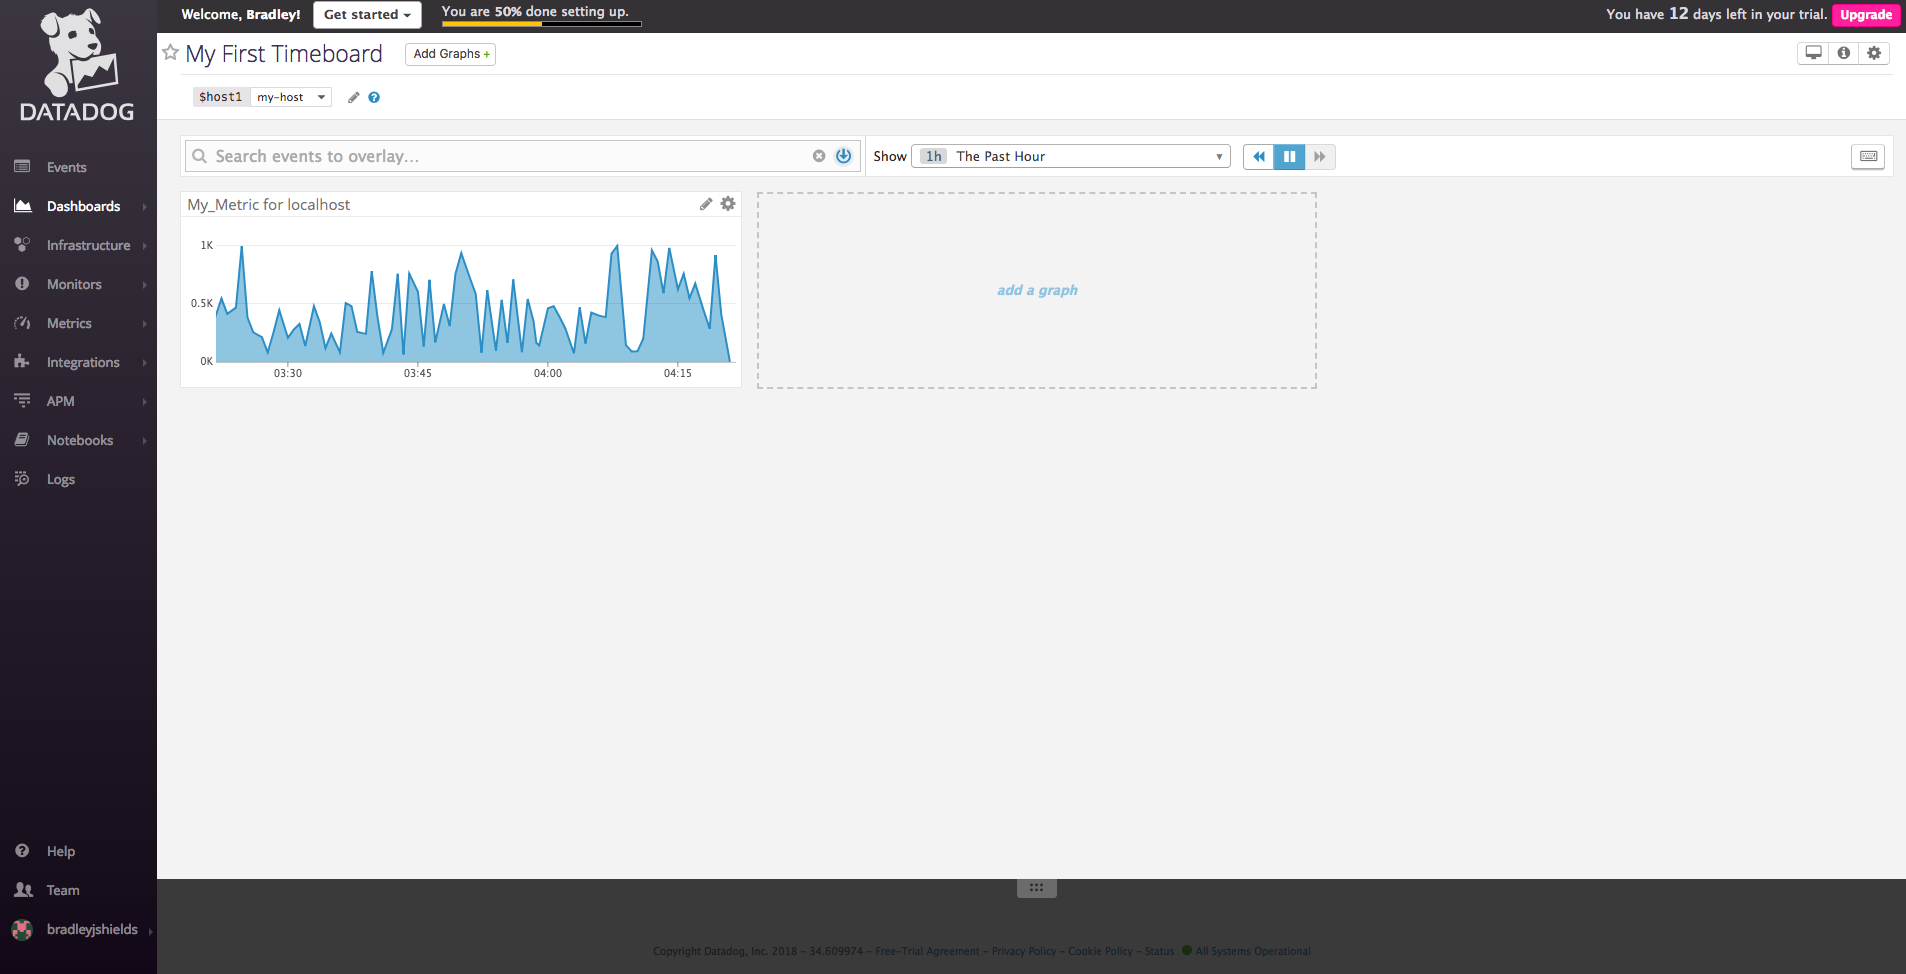 DATADOG
Events
Dashboards
Infrastructure
Monitors
Metrics
Integrations
APM
Notebooks
Logs
Help
Team
bradleyjshields
Welcome, Bradley!
Get started
You are 50% done setting up.
You have 12 days left in your trial.
Upgrade
My First Timeboard
Add Graphs +
$host1
my-host
Search events to overlay...
Show
1h The Past Hour
My_Metric for localhost
1K
0.5K
0K
03:30
03:45
04:00
04:15
add a graph
Copyright Datadog, Inc. 2018 - 34.609974 - Free-Trial Agreement - Privacy Policy - Cookie Policy - Status All Systems Operational